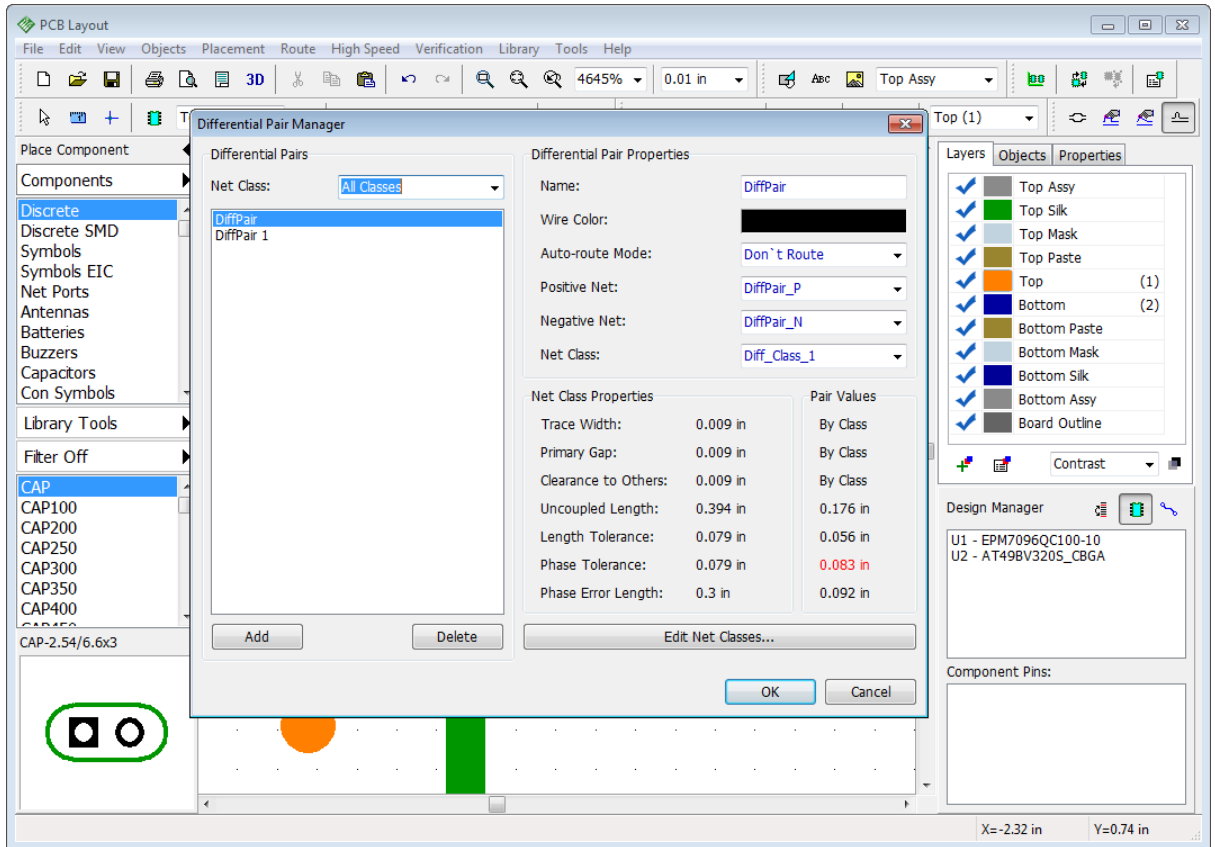 PCB Layout
File Edit View Objects Placement Route High Speed Verification Library Tools Help
3D 4645% 0.01 in ABC Top Assy
Top (1)
Place Component
Components
Discrete
Discrete SMD
Symbols
Symbols EIC
Net Ports
Antennas
Batteries
Buzzers
Capacitors
Con Symbols
Library Tools
Filter Off
CAP
CAP100
CAP200
CAP250
CAP300
CAP350
CAP400
CAP-2.54/6.6x3
Differential Pair Manager
Differential Pairs
Net Class: All Classes
DiffPair
DiffPair 1
Add Delete
Differential Pair Properties
Name: DiffPair
Wire Color:
Auto-route Mode: Don`t Route
Positive Net: DiffPair_P
Negative Net: DiffPair_N
Net Class: Diff_Class_1
Net Class Properties Pair Values
Trace Width: 0.009 in By Class
Primary Gap: 0.009 in By Class
Clearance to Others: 0.009 in By Class
Uncoupled Length: 0.394 in 0.176 in
Length Tolerance: 0.079 in 0.056 in
Phase Tolerance: 0.079 in 0.083 in
Phase Error Length: 0.3 in 0.092 in
Edit Net Classes...
OK Cancel
Layers Objects Properties
Top Assy
Top Silk
Top Mask
Top Paste
Top (1)
Bottom (2)
Bottom Paste
Bottom Mask
Bottom Silk
Bottom Assy
Board Outline
Contrast
Design Manager
U1 - EPM7096QC100-10
U2 - AT49BV320S_CBGA
Component Pins:
X=-2.32 in Y=0.74 in